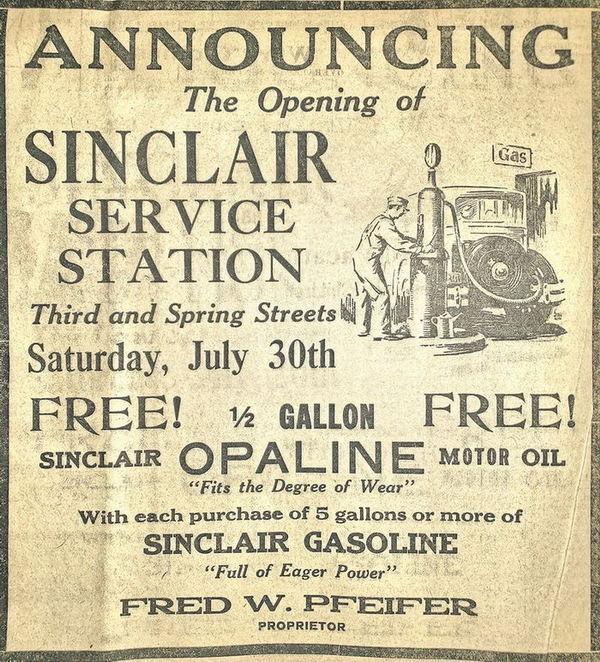 ANNOUNCING
The Opening of
SINCLAIR
SERVICE
STATION
Gas
Third and Spring Streets
Saturday, July 30th
FREE! ½ GALLON FREE!
SINCLAIR OPALINE MOTOR OIL
"Fits the Degree of Wear"
With each purchase of 5 gallons or more of
SINCLAIR GASOLINE
"Full of Eager Power"
FRED W. PFEIFER
PROPRIETOR